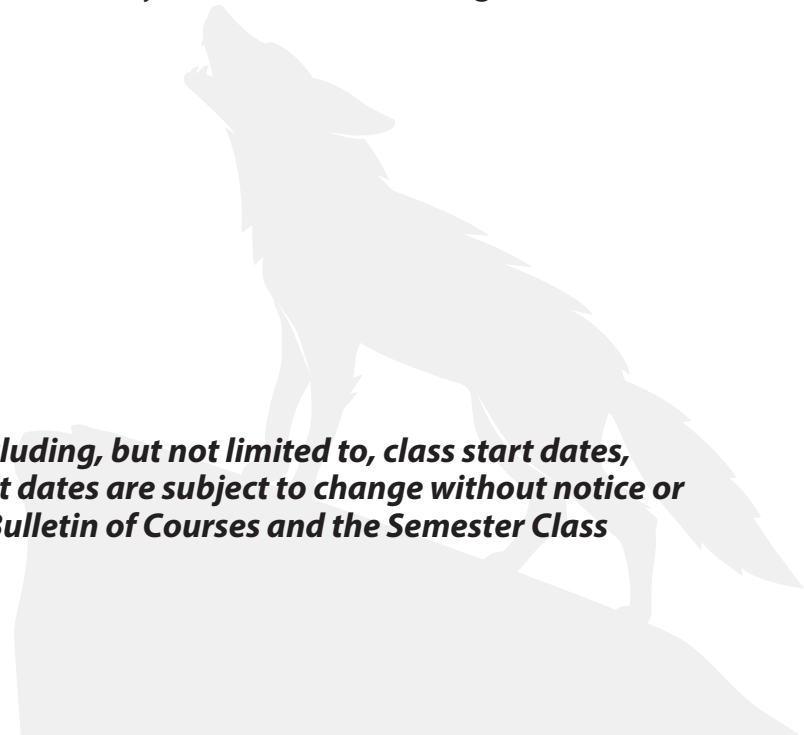 luding, but not limited to, class start dates,
t dates are subject to change without notice or
Bulletin of Courses and the Semester Class